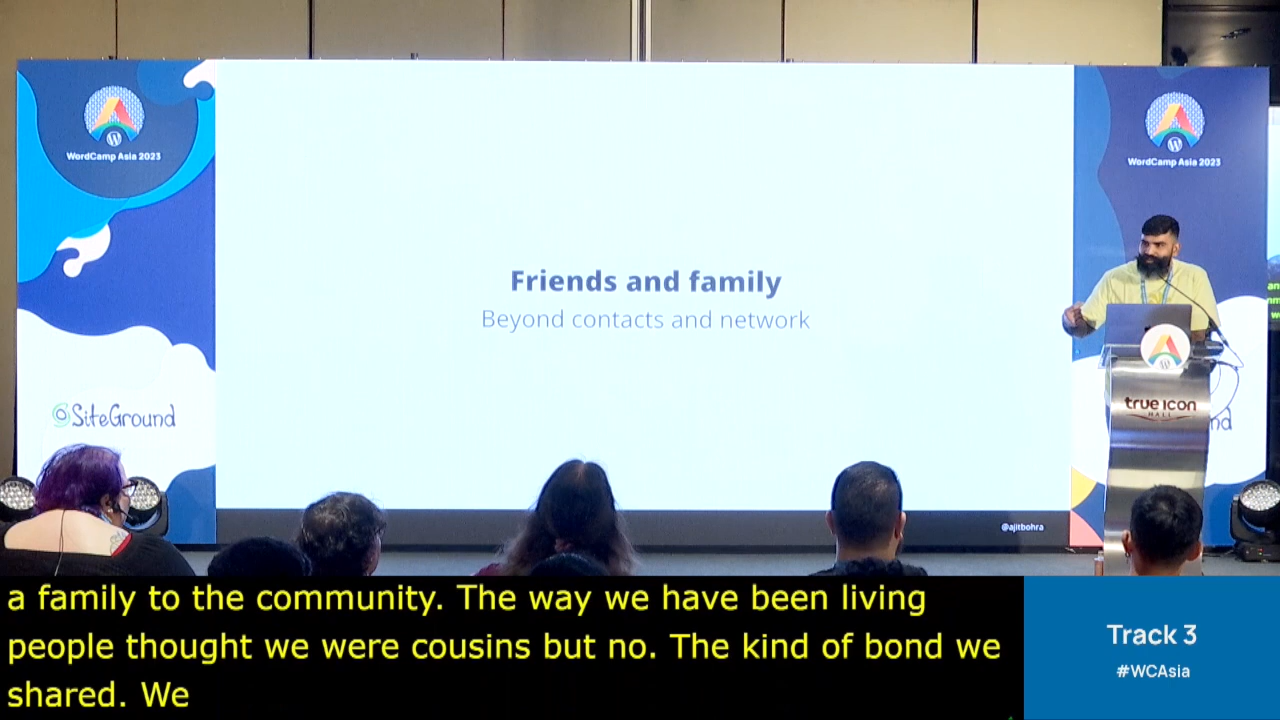 WordCamp Asia 2023
WordCamp Asia 2023
Friends and family
Beyond contacts and network
SiteGround
true icon
HALL
nd
@ajitbohra
a family to the community. The way we have been living
people thought we were cousins but no. The kind of bond we
shared. We
Track 3
#WCAsia